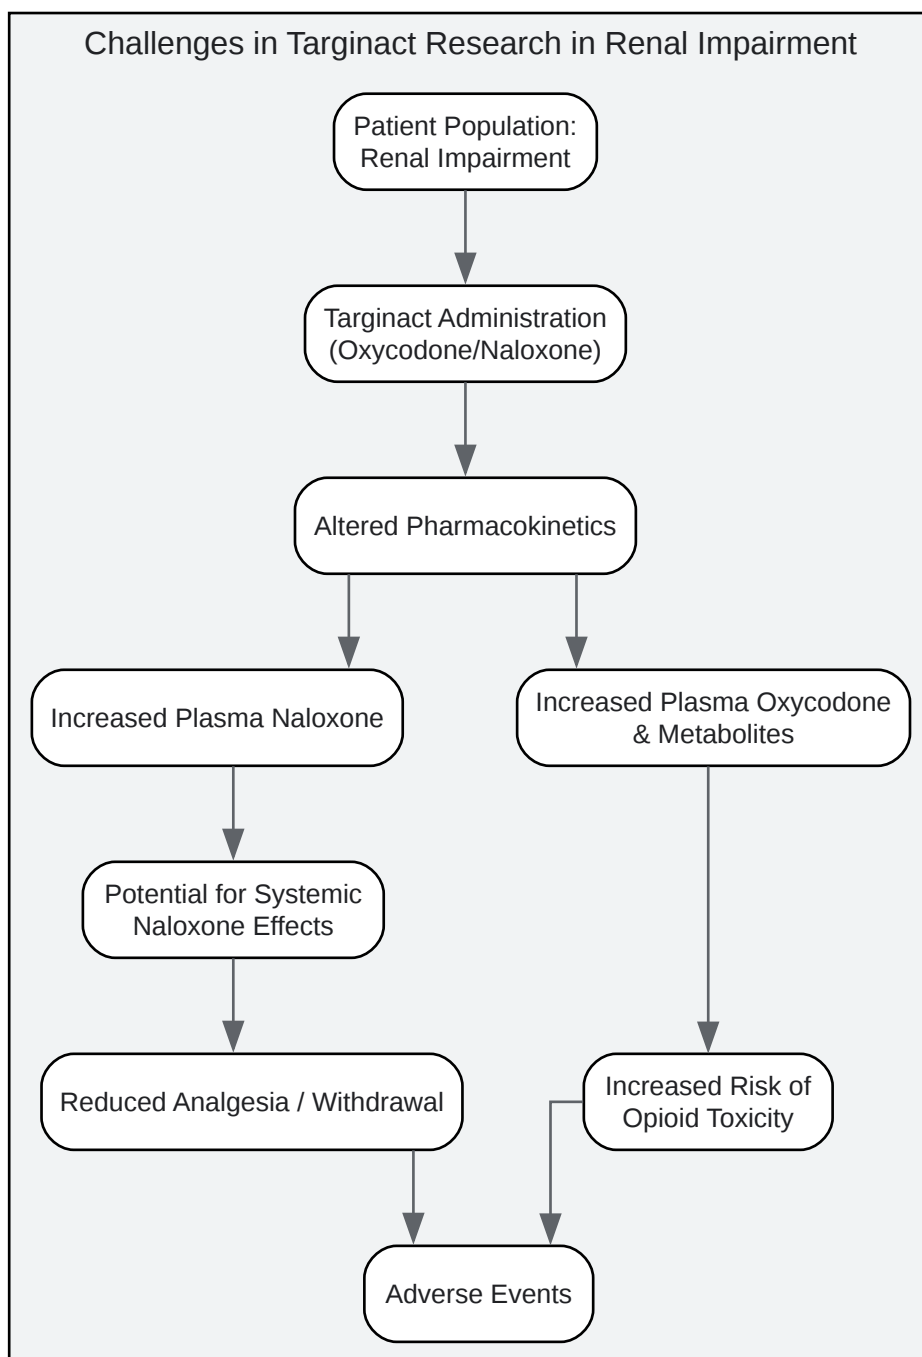 Challenges in Targinact Research in Renal Impairment
Patient Population:
Renal Impairment
Targinact Administration
(Oxycodone/Naloxone)
Altered Pharmacokinetics
Increased Plasma Naloxone
Increased Plasma Oxycodone
& Metabolites
Potential for Systemic
Naloxone Effects
Reduced Analgesia / Withdrawal
Increased Risk of
Opioid Toxicity
Adverse Events